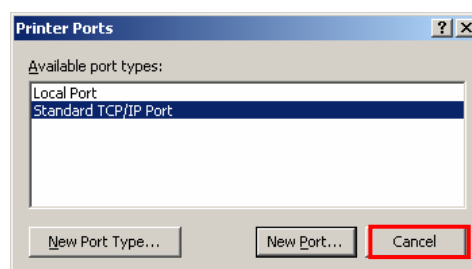 Printer Ports
Available port types:
Local Port
Standard TCP/IP Port
New Port Type... New Port... Cancel